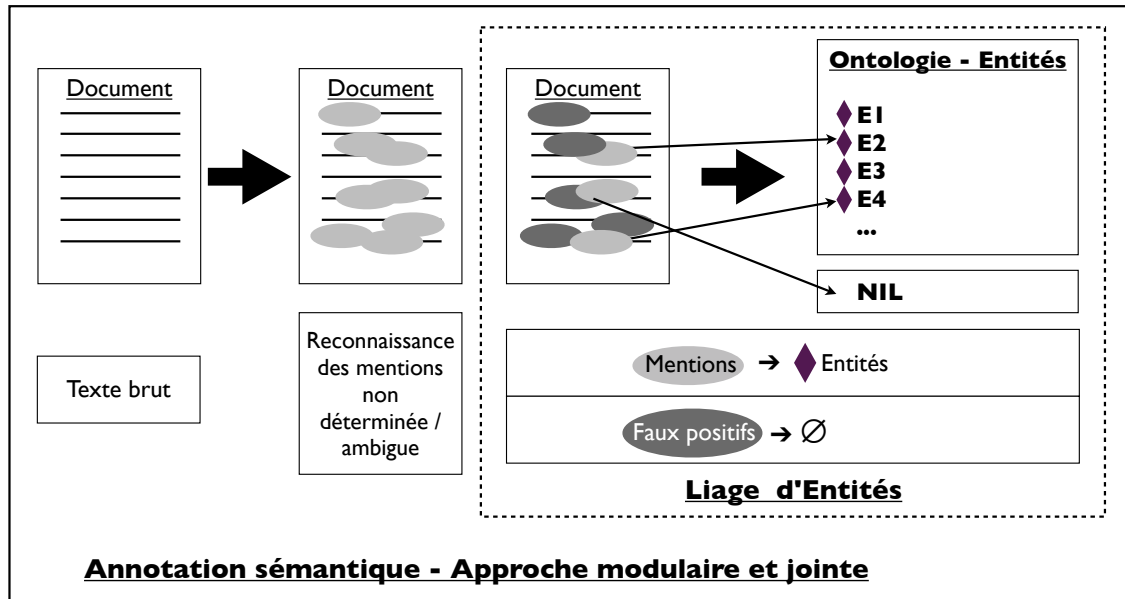 Document
Document
Document
Ontologie - Entités
E1
E2
E3
E4
...
NIL
Texte brut
Reconnaissance
des mentions
non
déterminée /
ambigue
Mentions ➔ Entités
Faux positifs ➔ ∅
Liage d'Entités
Annotation sémantique - Approche modulaire et jointe